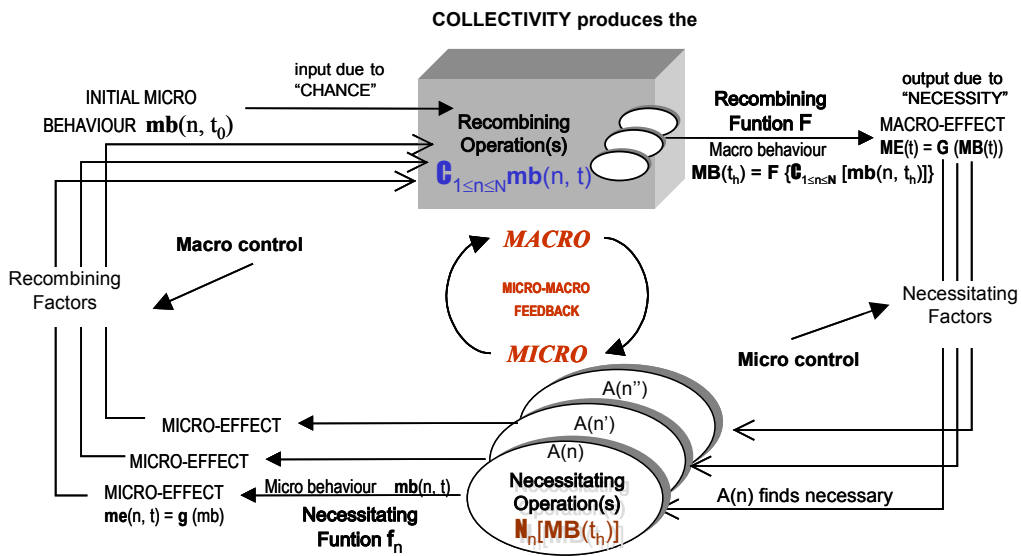 COLLECTIVITY produces the
input due to
“CHANCE”
INITIAL MICRO
BEHAVIOUR mb(n, t0)
Recombining
Operation(s)
C1≤n≤N mb(n, t)
Recombining
Funtion F
Macro behaviour
MB(th) = F {C1≤n≤N [mb(n, th)]}
output due to
“NECESSITY”
MACRO-EFFECT
ME(t) = G (MB(t))
Macro control
Recombining
Factors
MACRO
MICRO-MACRO
FEEDBACK
MICRO
Necessitating
Factors
Micro control
A(n’’)
A(n’)
A(n)
MICRO-EFFECT
MICRO-EFFECT
MICRO-EFFECT
me(n, t) = g (mb)
Micro behaviour mb(n, t)
Necessitating
Funtion fn
Necessitating
Operation(s)
Nn[MB(th)]
A(n) finds necessary